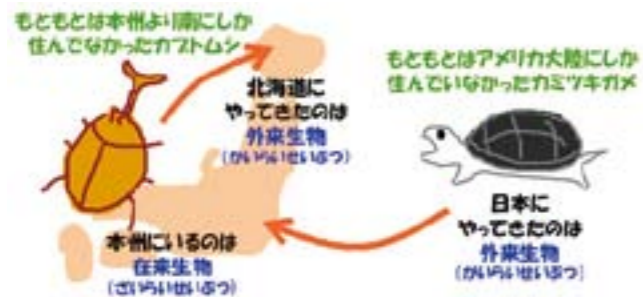 もともとは本州より南にしか
住んでなかったカブトムシ
北海道に
やってきたのは
外来生物
(がいらいせいぶつ)
本州にいるのは
在来生物
(ざいらいせいぶつ)
もともとはアメリカ大陸にしか
住んでいなかったカミツキガメ
日本に
やってきたのは
外来生物
(がいらいせいぶつ)